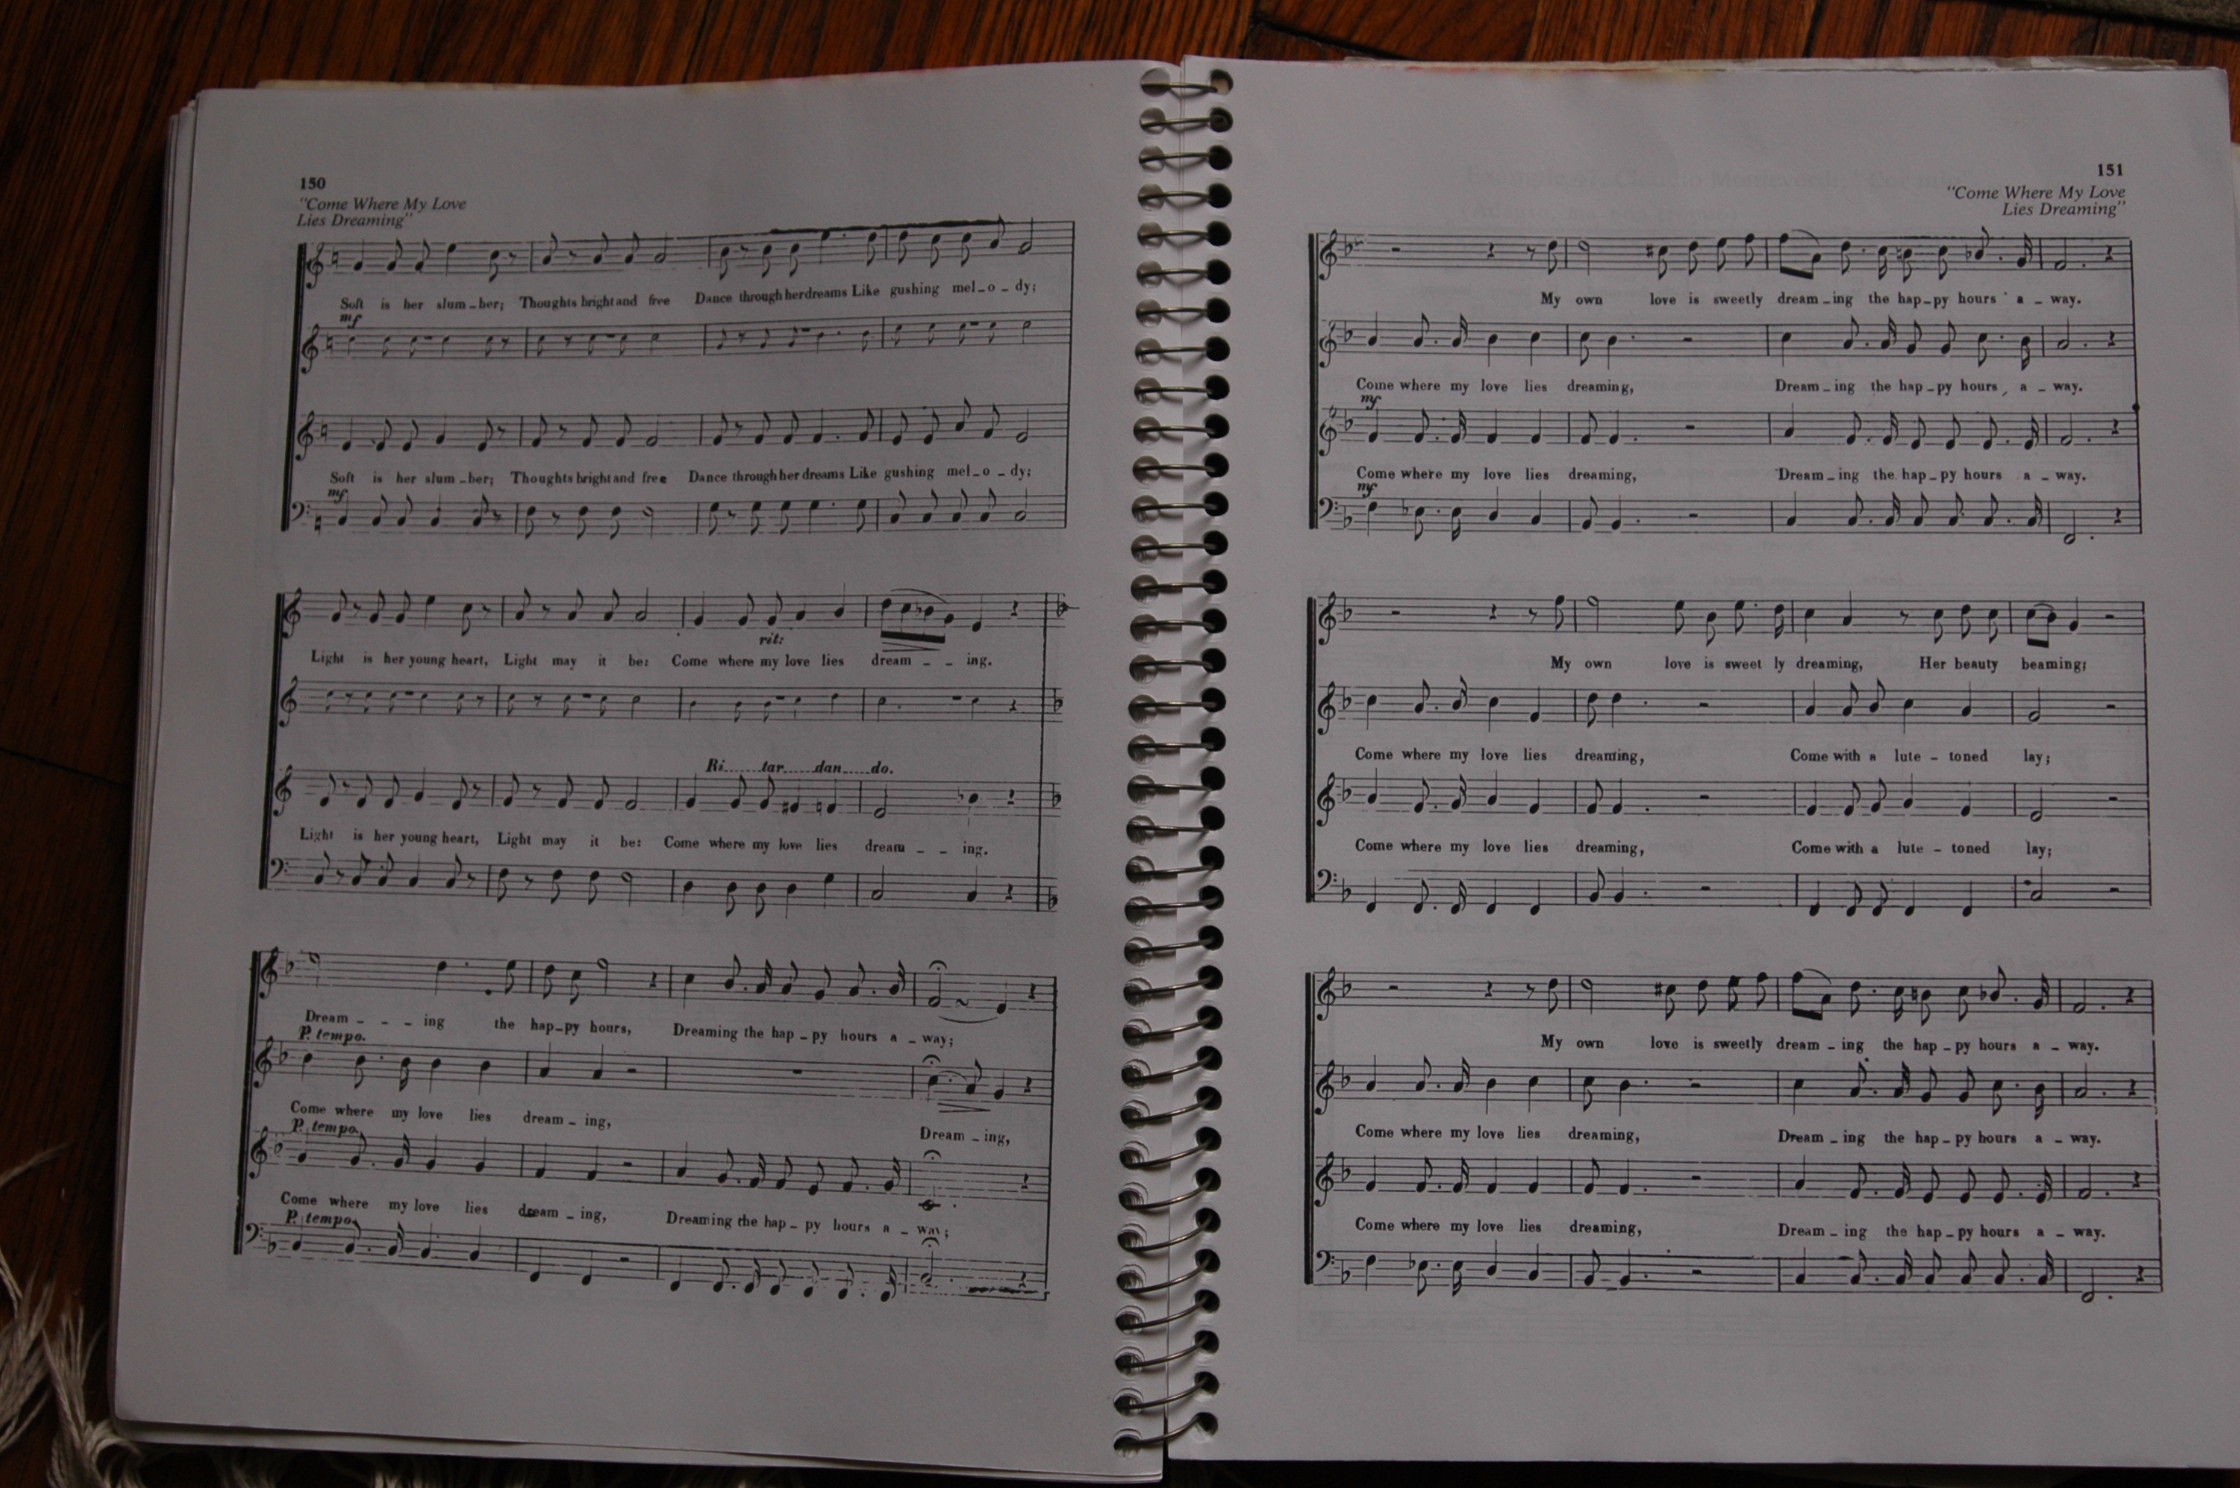 150
"Come Where My Love
Lies Dreaming"
Soft is her slum - ber; Thoughts bright and free Dance through her dreams Like gushing mel - o - dy;
mf
Soft is her slum - ber; Thoughts bright and free Dance through her dreams Like gushing mel - o - dy;
mf
rit:
Light is her young heart, Light may it be: Come where my love lies dream - - ing.
Ri.........tar.........dan.....do.
Light is her young heart, Light may it be: Come where my love lies dream - - ing.
Dream - - - ing the hap - py hours, Dreaming the hap - py hours a - way;
P. tempo.
Come where my love lies dream - ing, Dream - ing,
P. tempo.
Come where my love lies dream - ing, Dreaming the hap - py hours a - way;
P. tempo.
151
"Come Where My Love
Lies Dreaming"
My own love is sweetly dream - ing the hap - py hours a - way.
Come where my love lies dreaming, Dream - ing the hap - py hours, a - way.
mf
Come where my love lies dreaming, Dream - ing the hap - py hours a - way.
mf
My own love is sweet ly dreaming, Her beauty beaming;
Come where my love lies dreaming, Come with a lute - toned lay;
Come where my love lies dreaming, Come with a lute - toned lay;
My own love is sweetly dream - ing the hap - py hours a - way.
Come where my love lies dreaming, Dream - ing the hap - py hours a - way.
Come where my love lies dreaming, Dream - ing the hap - py hours a - way.